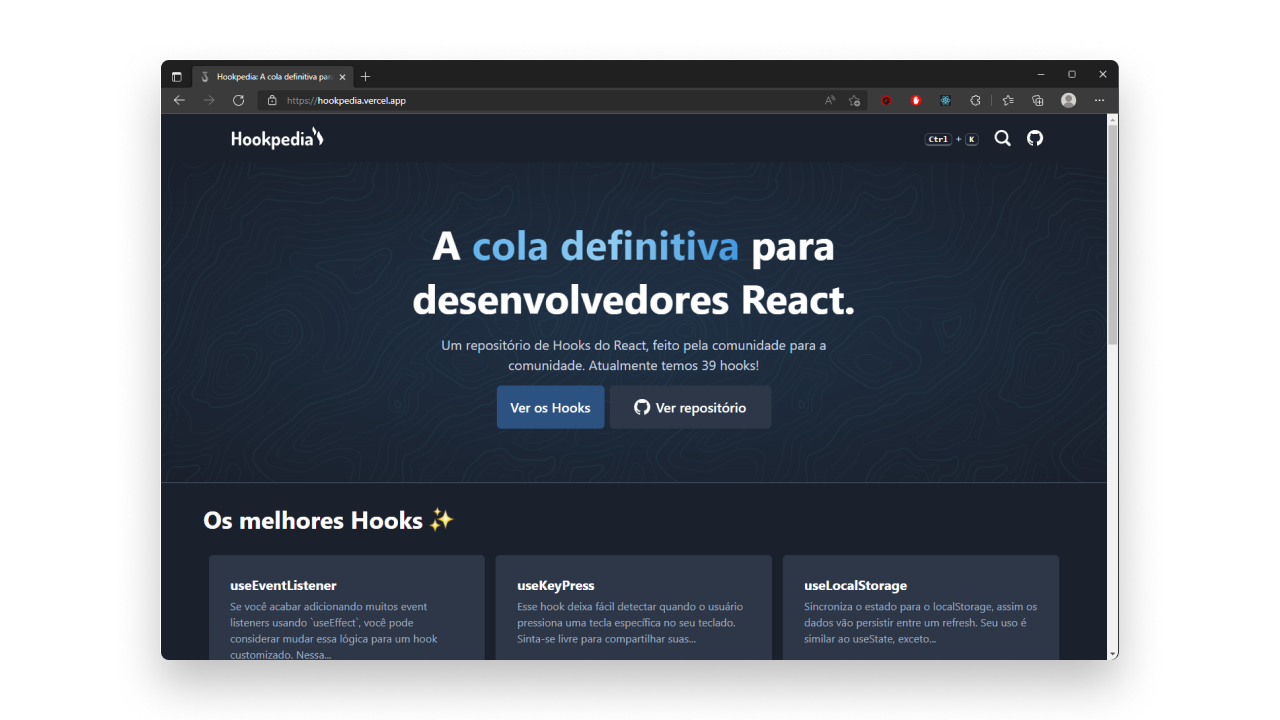 Hookpedia: A cola definitiva par
https://hookpedia.vercel.app
Hookpedia
Ctrl + K
A cola definitiva para
desenvolvedores React.
Um repositório de Hooks do React, feito pela comunidade para a
comunidade. Atualmente temos 39 hooks!
Ver os Hooks
Ver repositório
Os melhores Hooks ✨
useEventListener
Se você acabar adicionando muitos event
listeners usando `useEffect`, você pode
considerar mudar essa lógica para um hook
customizado. Nessa...
useKeyPress
Esse hook deixa fácil detectar quando o usuário
pressiona uma tecla específica no seu teclado.
Sinta-se livre para compartilhar suas...
useLocalStorage
Sincroniza o estado para o localStorage, assim os
dados vão persistir entre um refresh. Seu uso é
similar ao useState, exceto...